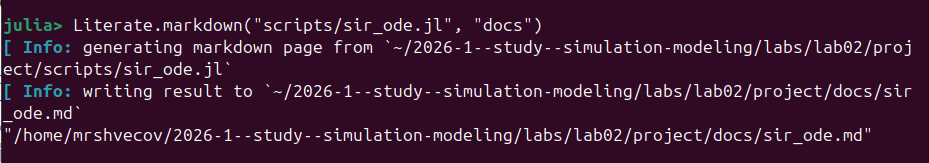 julia> Literate.markdown("scripts/sir_ode.jl", "docs")
[ Info: generating markdown page from `~/2026-1--study--simulation-modeling/labs/lab02/proj
ect/scripts/sir_ode.jl`
[ Info: writing result to `~/2026-1--study--simulation-modeling/labs/lab02/project/docs/sir
_ode.md`
"/home/mrshvecov/2026-1--study--simulation-modeling/labs/lab02/project/docs/sir_ode.md"